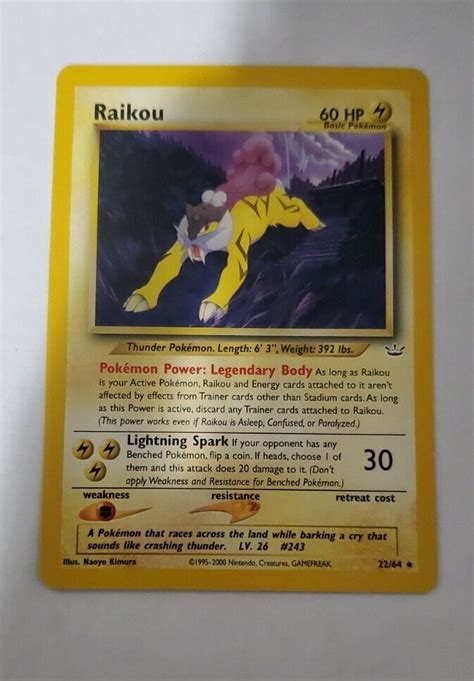 Raikou
60 HP
Basic Pokémon
Thunder Pokémon. Length: 6' 3", Weight: 392 lbs.
Pokémon Power: Legendary Body As long as Raikou
is your Active Pokémon, Raikou and Energy cards attached to it aren't
affected by effects from Trainer cards other than Stadium cards. As long
as this Power is active, discard any Trainer cards attached to Raikou.
(This power works even if Raikou is Asleep, Confused, or Paralyzed.)
Lightning Spark If your opponent has any
Benched Pokémon, flip a coin. If heads, choose 1 of
them and this attack does 20 damage to it. (Don't
apply Weakness and Resistance for Benched Pokémon.)
30
weakness resistance retreat cost
A Pokémon that races across the land while barking a cry that
sounds like crashing thunder. LV. 26 #243
Illus. Naoyo Kimura ©1995-2000 Nintendo, Creatures, GAMEFREAK. 22/64 ★